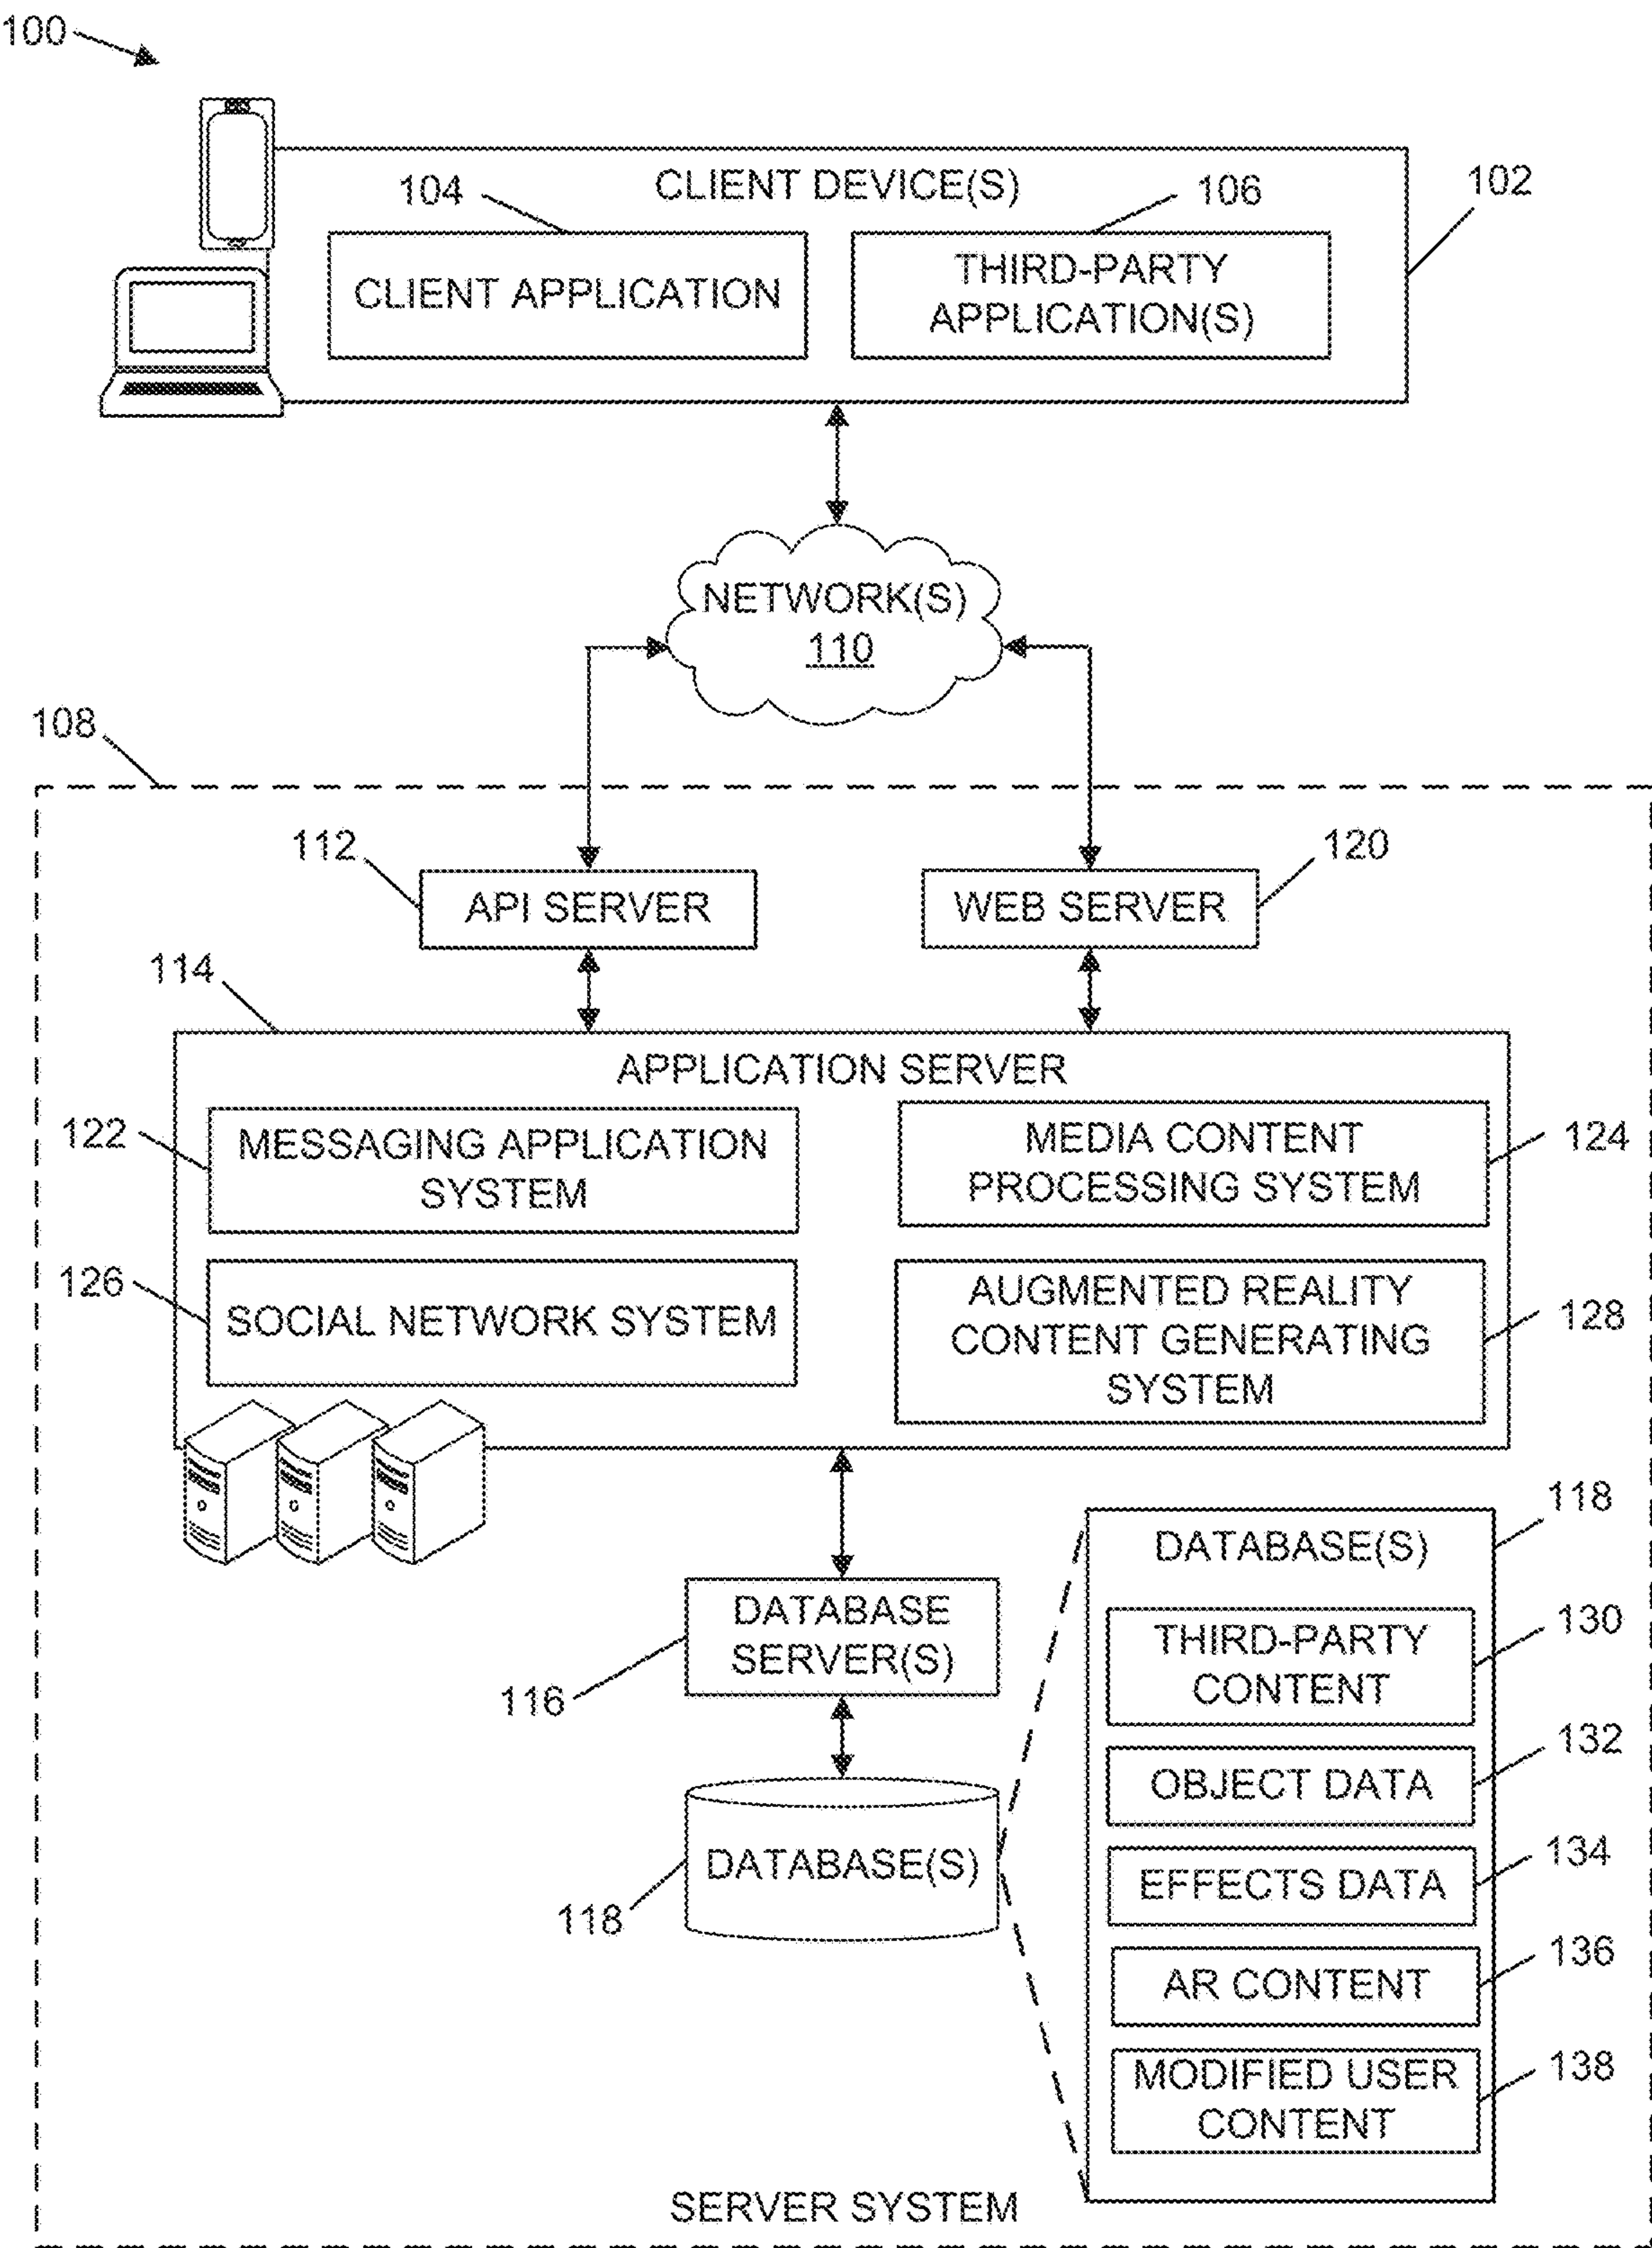 100
CLIENT DEVICE(S)
102
104
106
CLIENT APPLICATION
THIRD-PARTY
APPLICATION(S)
NETWORK(S)
110
108
112
API SERVER
120
WEB SERVER
114
APPLICATION SERVER
122
MESSAGING APPLICATION
SYSTEM
MEDIA CONTENT
PROCESSING SYSTEM
124
126
SOCIAL NETWORK SYSTEM
AUGMENTED REALITY
CONTENT GENERATING
SYSTEM
128
DATABASE
SERVER(S)
116
DATABASE(S)
118
118
DATABASE(S)
THIRD-PARTY
CONTENT
130
OBJECT DATA
132
EFFECTS DATA
134
AR CONTENT
136
MODIFIED USER
CONTENT
138
SERVER SYSTEM